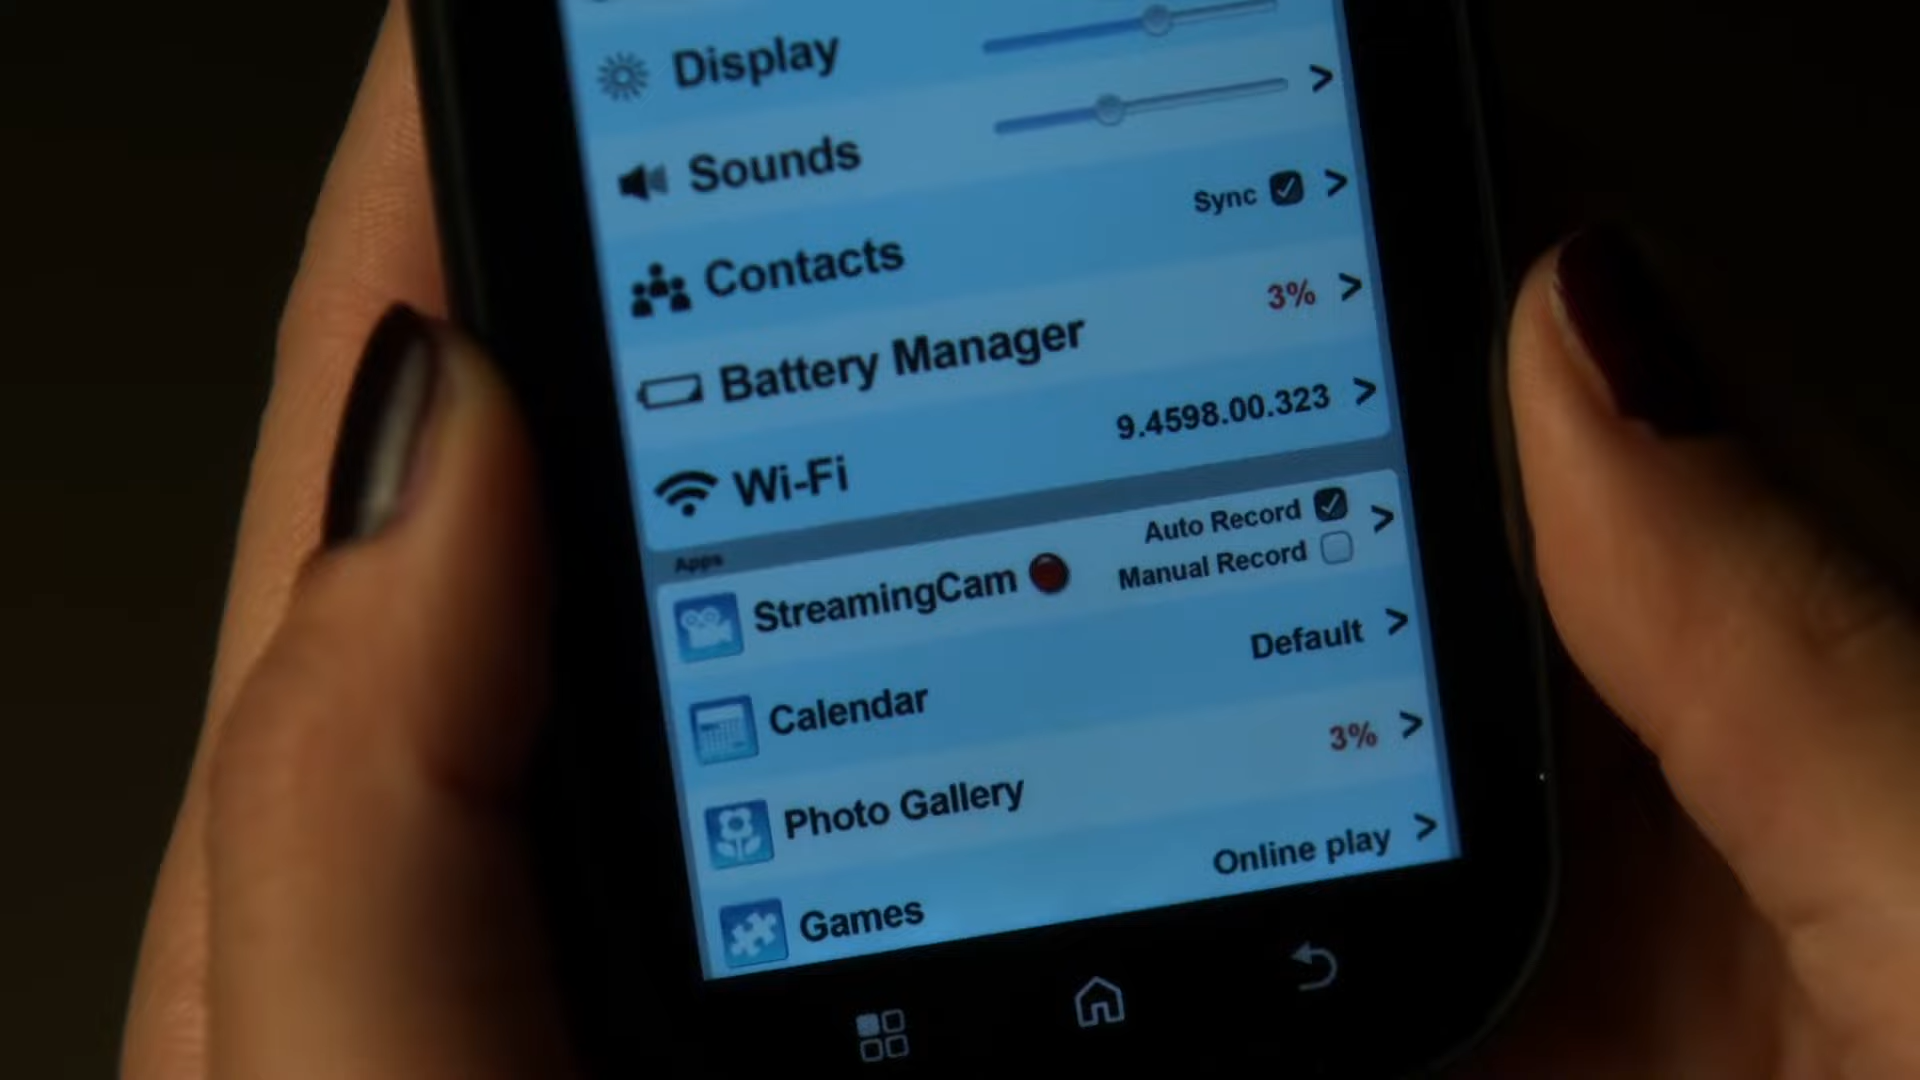 Display
Sounds
Contacts Sync
Battery Manager 3%
Wi-Fi 9.4598.00.323
Apps
StreamingCam Auto Record
Manual Record
Calendar Default
Photo Gallery 3%
Games Online play